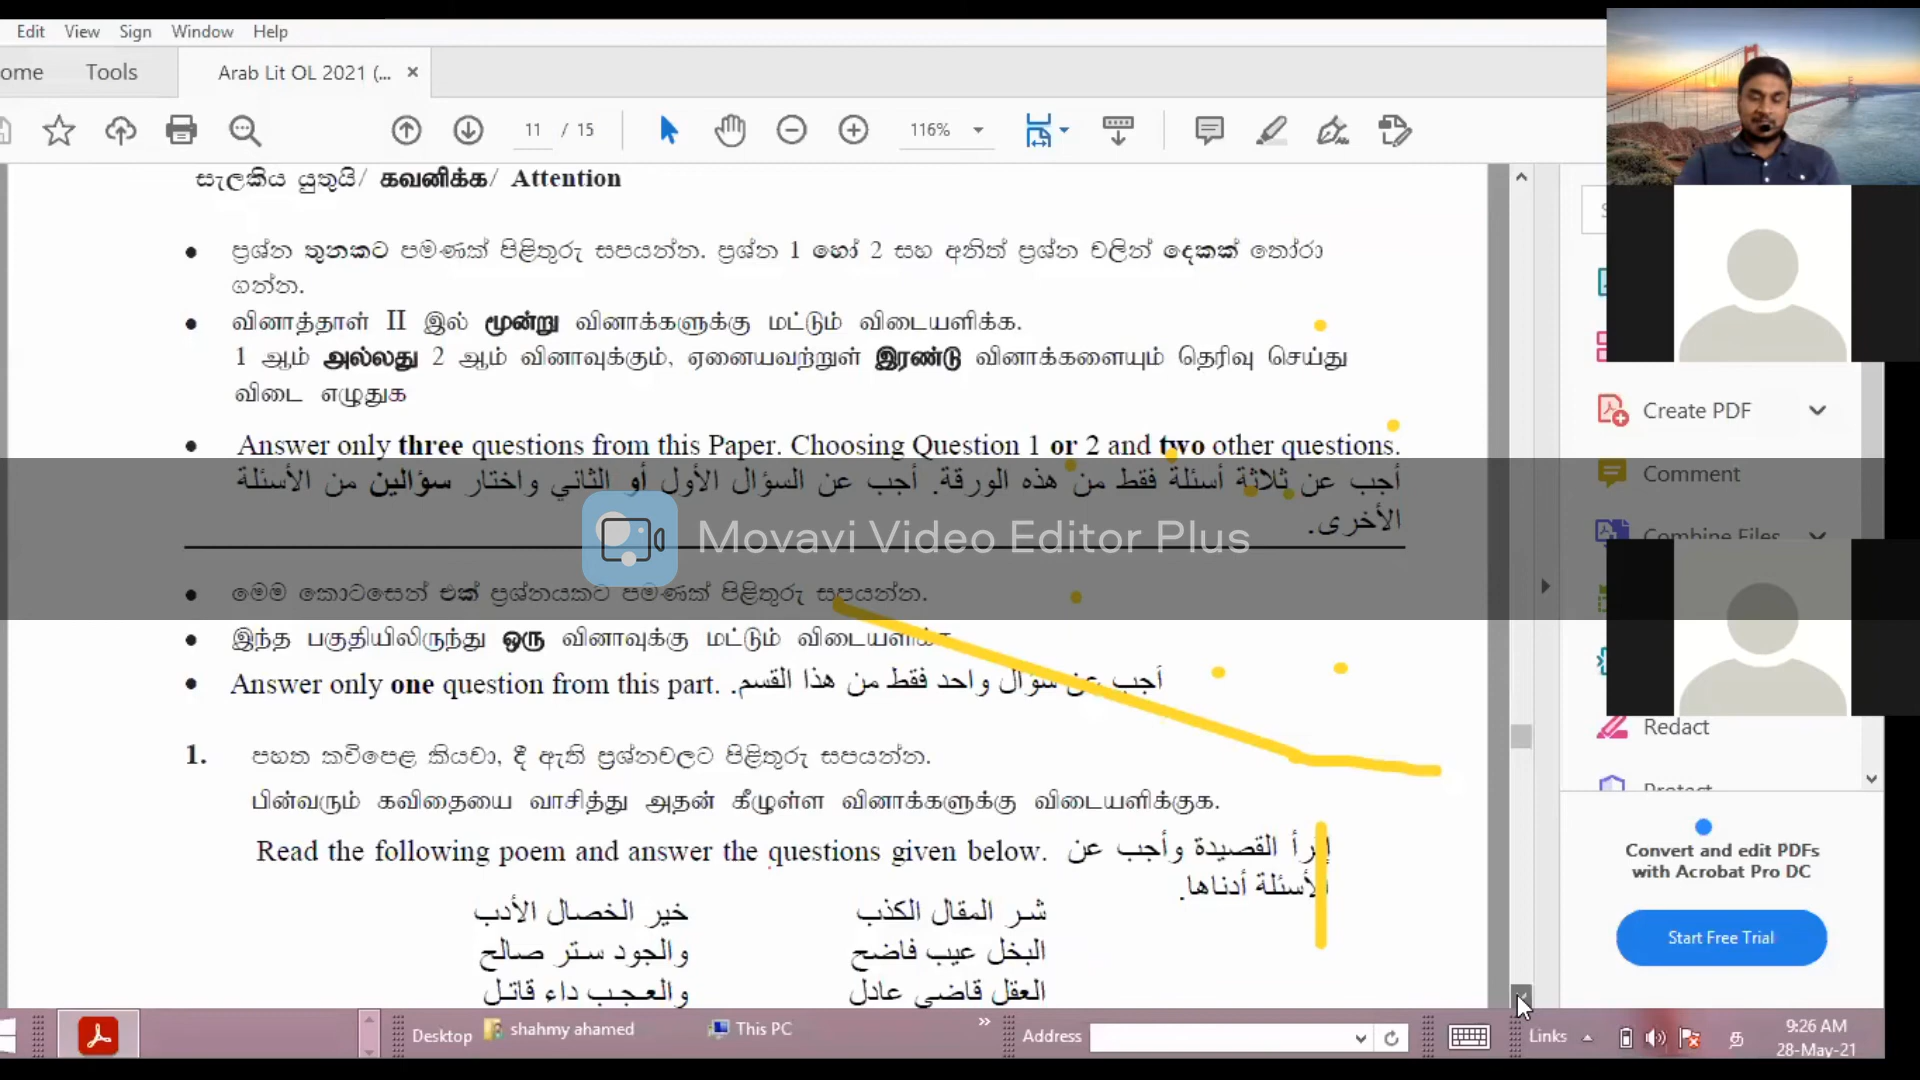 Edit View Sign Window Help
ome Tools Arab Lit OL 2021 (... ×
11 / 15 116%
සැලකිය යුතුයි/ கவனிக்க/ Attention
• ප්‍රශ්න තුනකට පමණක් පිළිතුරු සපයන්න. ප්‍රශ්න 1 හෝ 2 සහ අනිත් ප්‍රශ්න වලින් දෙකක් තෝරා
ගන්න.
• வினாத்தாள் II இல் மூன்று வினாக்களுக்கு மட்டும் விடையளிக்க.
1 ஆம் அல்லது 2 ஆம் வினாவுக்கும், ஏனையவற்றுள் இரண்டு வினாக்களையும் தெரிவு செய்து
விடை எழுதுக
• Answer only three questions from this Paper. Choosing Question 1 or 2 and two other questions.
أجب عن ثلاثة أسئلة فقط من هذه الورقة. أجب عن السؤال الأول أو الثاني واختار سؤالين من الأسئلة
الأخرى.
Movavi Video Editor Plus
• මෙම කොටසෙන් එක් ප්‍රශ්නයකට පමණක් පිළිතුරු සපයන්න.
• இந்த பகுதியிலிருந்து ஒரு வினாவுக்கு மட்டும் விடையளிக்க
• Answer only one question from this part. أجب عن سؤال واحد فقط من هذا القسم.
1. පහත කවිපෙළ කියවා, දී ඇති ප්‍රශ්නවලට පිළිතුරු සපයන්න.
பின்வரும் கவிதையை வாசித்து அதன் கீழுள்ள வினாக்களுக்கு விடையளிக்குக.
Read the following poem and answer the questions given below. إقرأ القصيدة وأجب عن
الأسئلة أدناها.
شر المقال الكذب خير الخصال الأدب
البخل عيب فاضح والجود ستر صالح
العقل قاضي عادل والعجب داء قاتل
Create PDF
Comment
Combine Files
Redact
Protect
Convert and edit PDFs
with Acrobat Pro DC
Start Free Trial
Desktop shahmy ahamed This PC » Address Links த 9:26 AM
28-May-21